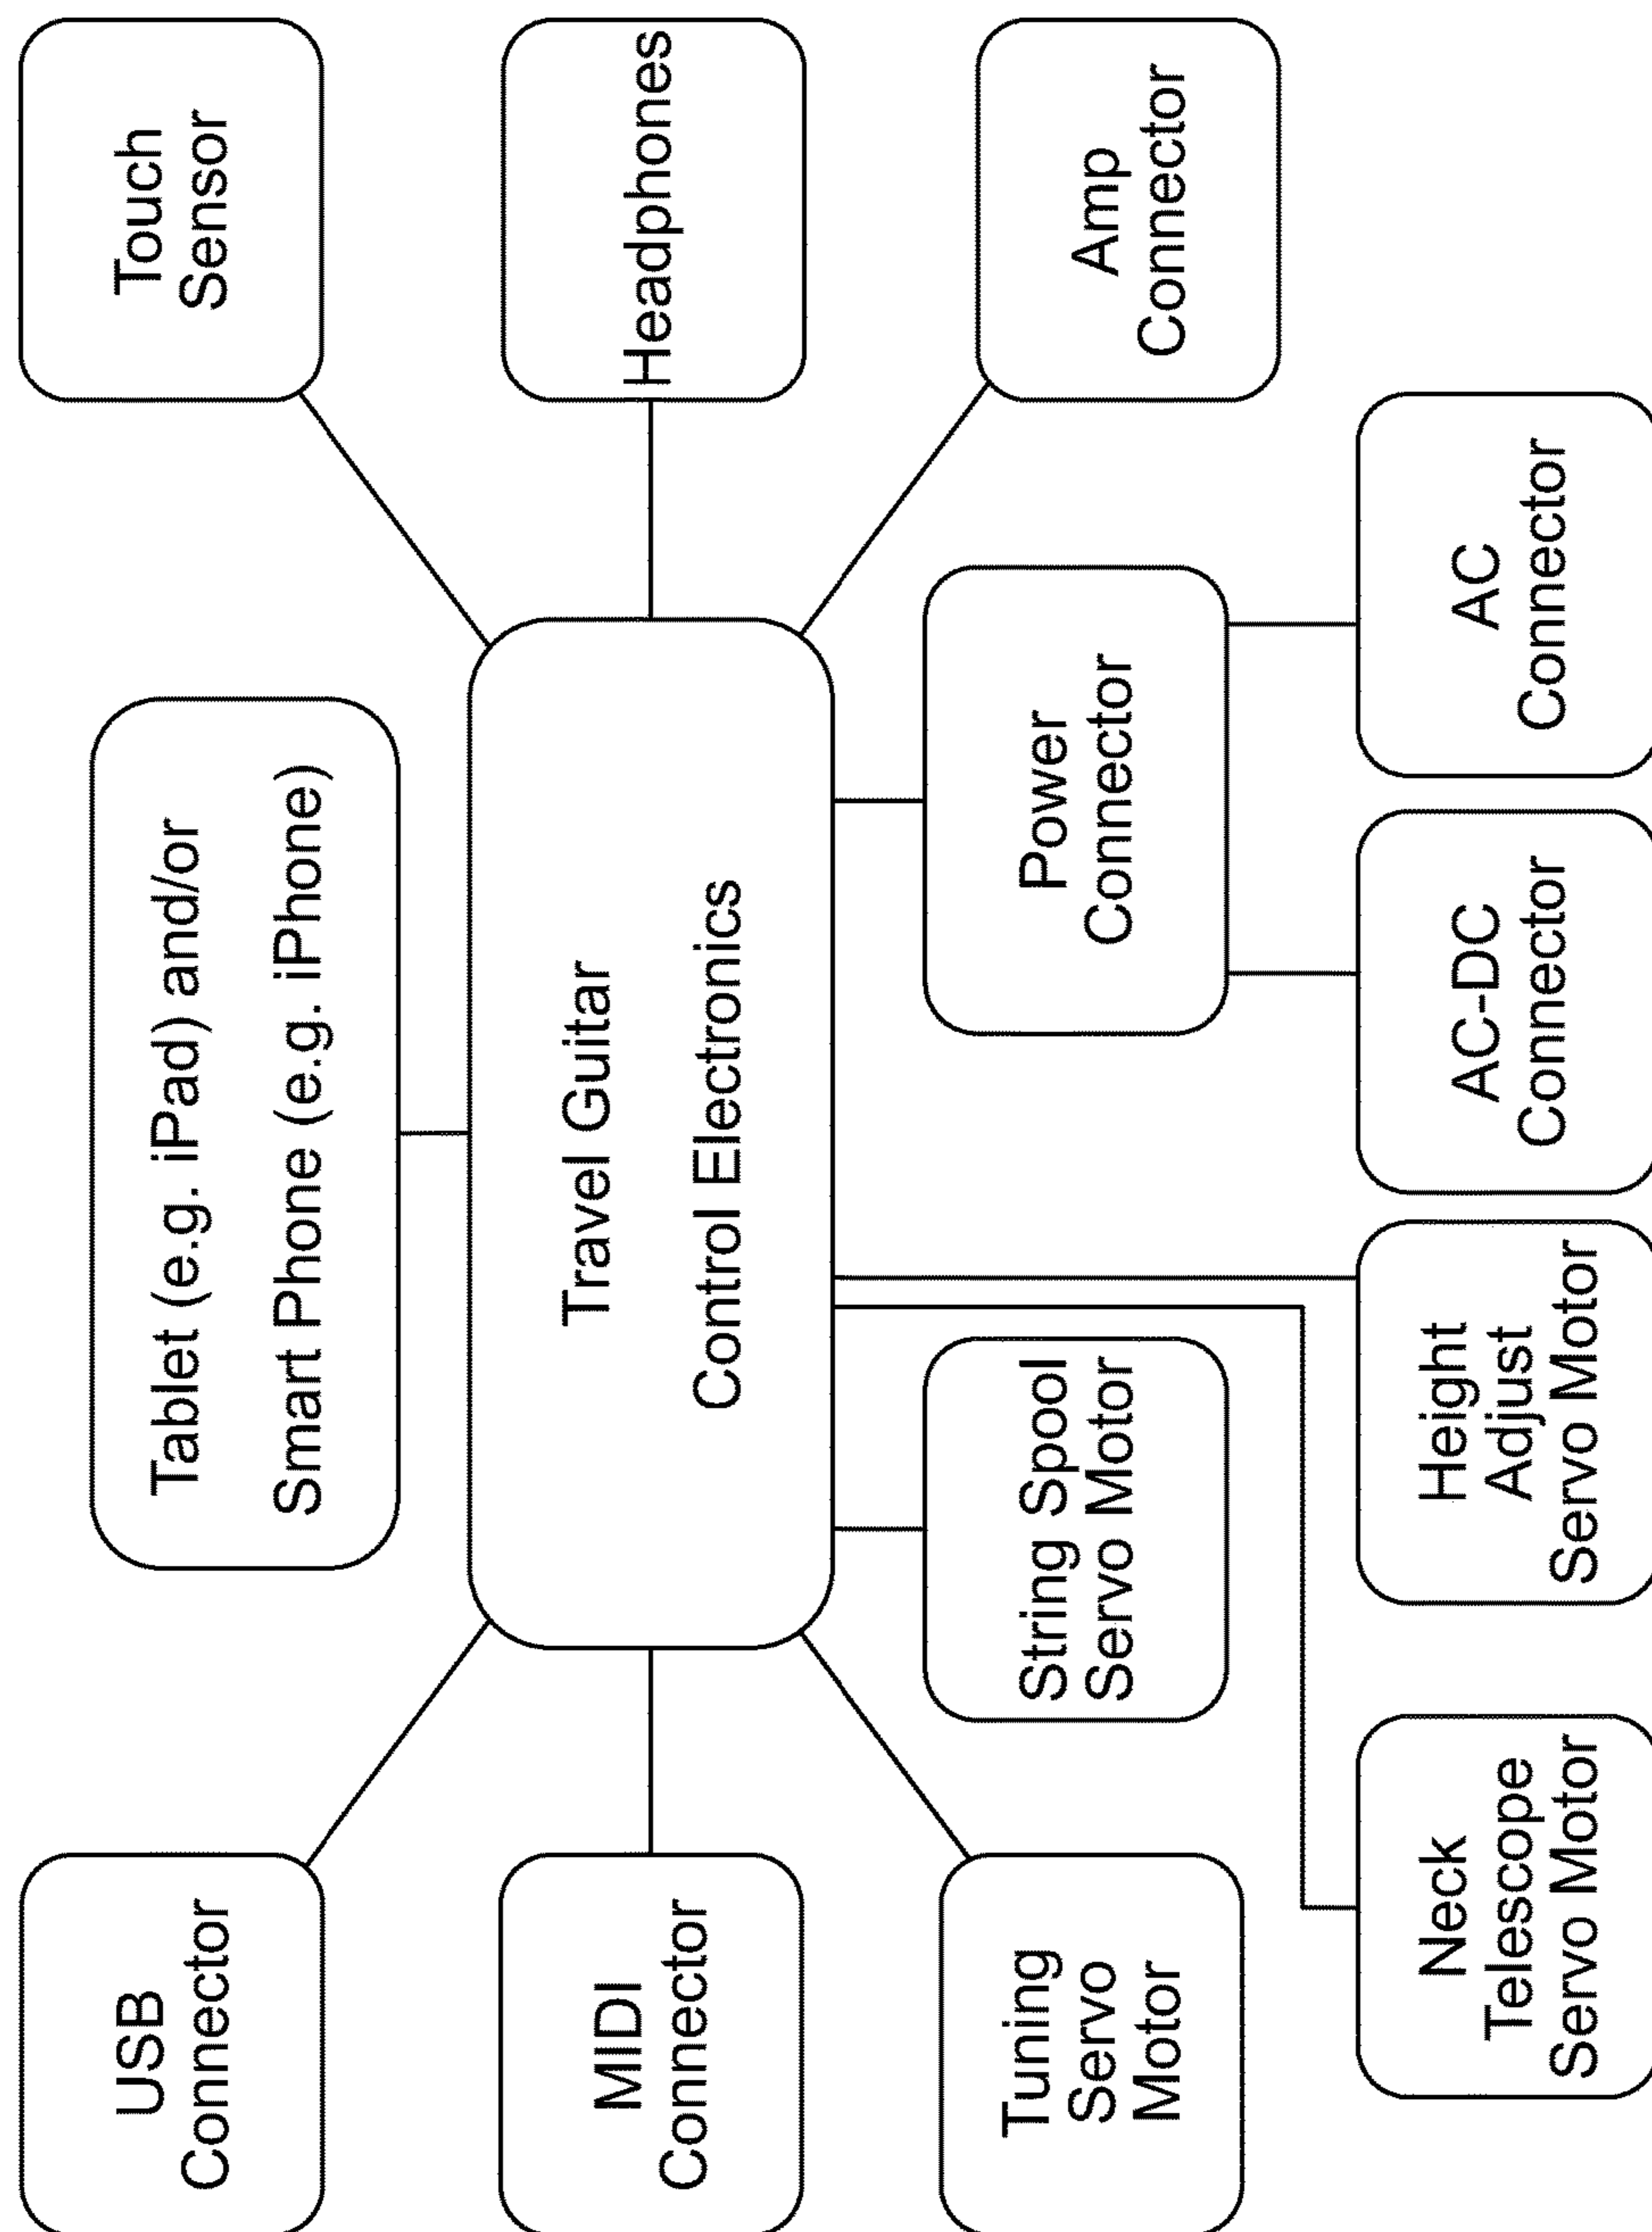 USB
Connector
Tablet (e.g. iPad) and/or
Smart Phone (e.g. iPhone)
Touch
Sensor
MIDI
Connector
Travel Guitar
Control Electronics
Headphones
Tuning
Servo
Motor
String Spool
Servo Motor
Power
Connector
Amp
Connector
Neck
Telescope
Servo Motor
Height
Adjust
Servo Motor
AC-DC
Connector
AC
Connector